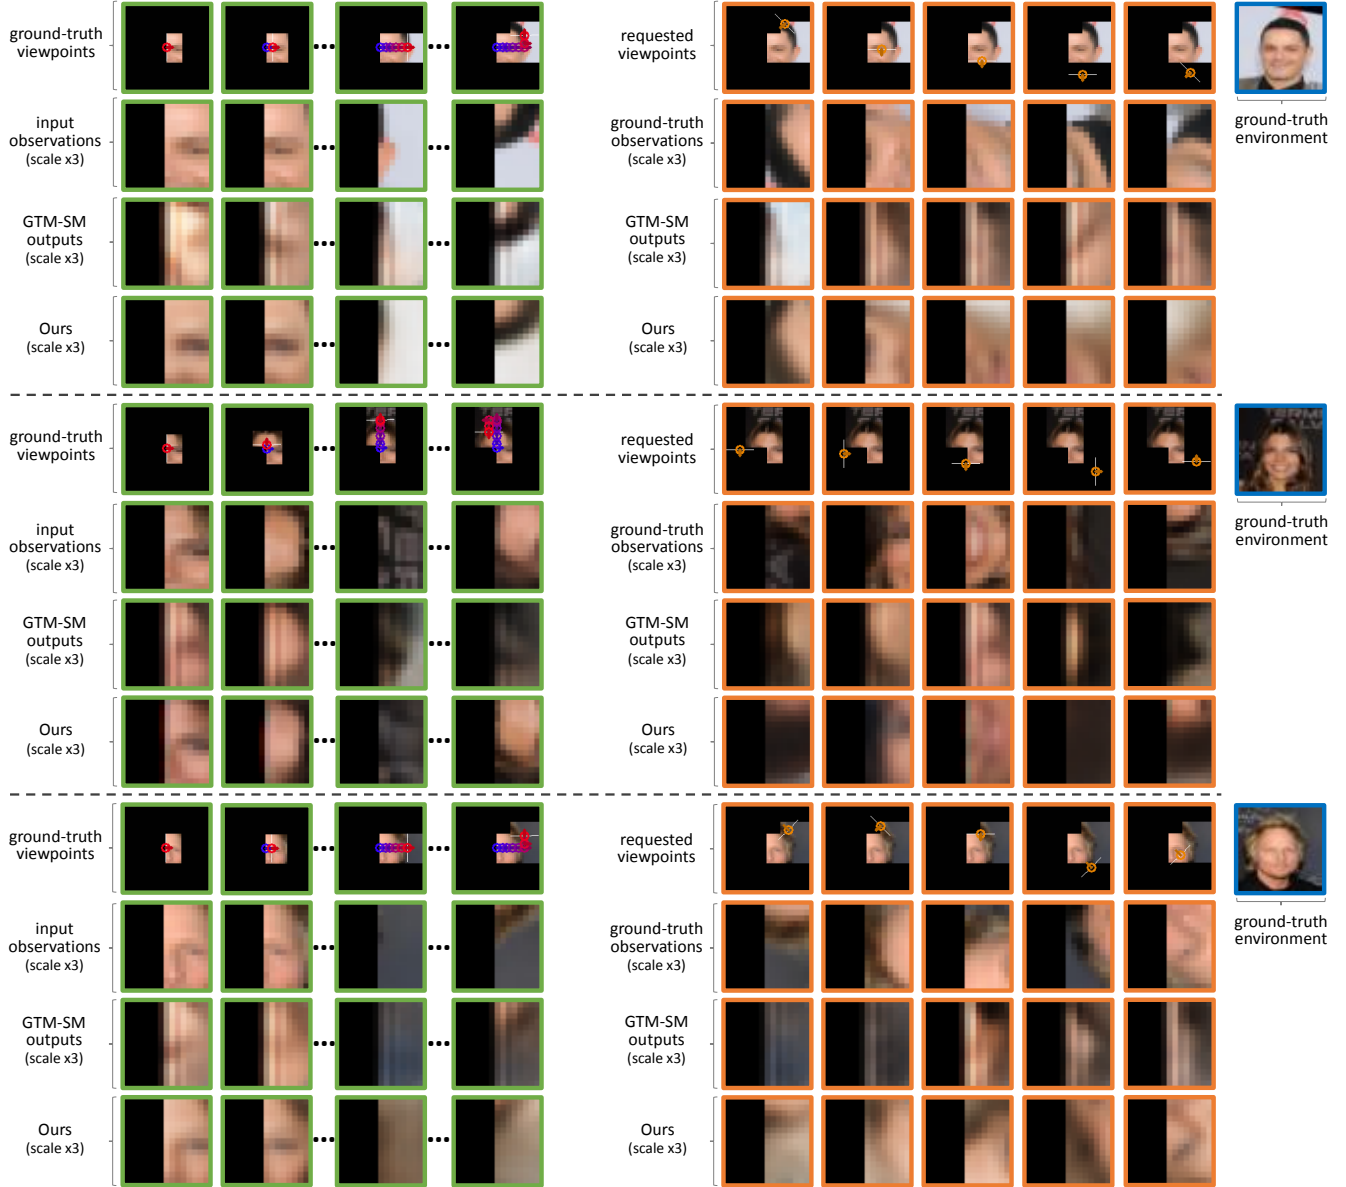 ground-truth
viewpoints
requested
viewpoints
ground-truth
environment
input
observations
(scale x3)
ground-truth
observations
(scale x3)
GTM-SM
outputs
(scale x3)
GTM-SM
outputs
(scale x3)
Ours
(scale x3)
Ours
(scale x3)
ground-truth
viewpoints
requested
viewpoints
ground-truth
environment
input
observations
(scale x3)
ground-truth
observations
(scale x3)
GTM-SM
outputs
(scale x3)
GTM-SM
outputs
(scale x3)
Ours
(scale x3)
Ours
(scale x3)
ground-truth
viewpoints
requested
viewpoints
ground-truth
environment
input
observations
(scale x3)
ground-truth
observations
(scale x3)
GTM-SM
outputs
(scale x3)
GTM-SM
outputs
(scale x3)
Ours
(scale x3)
Ours
(scale x3)